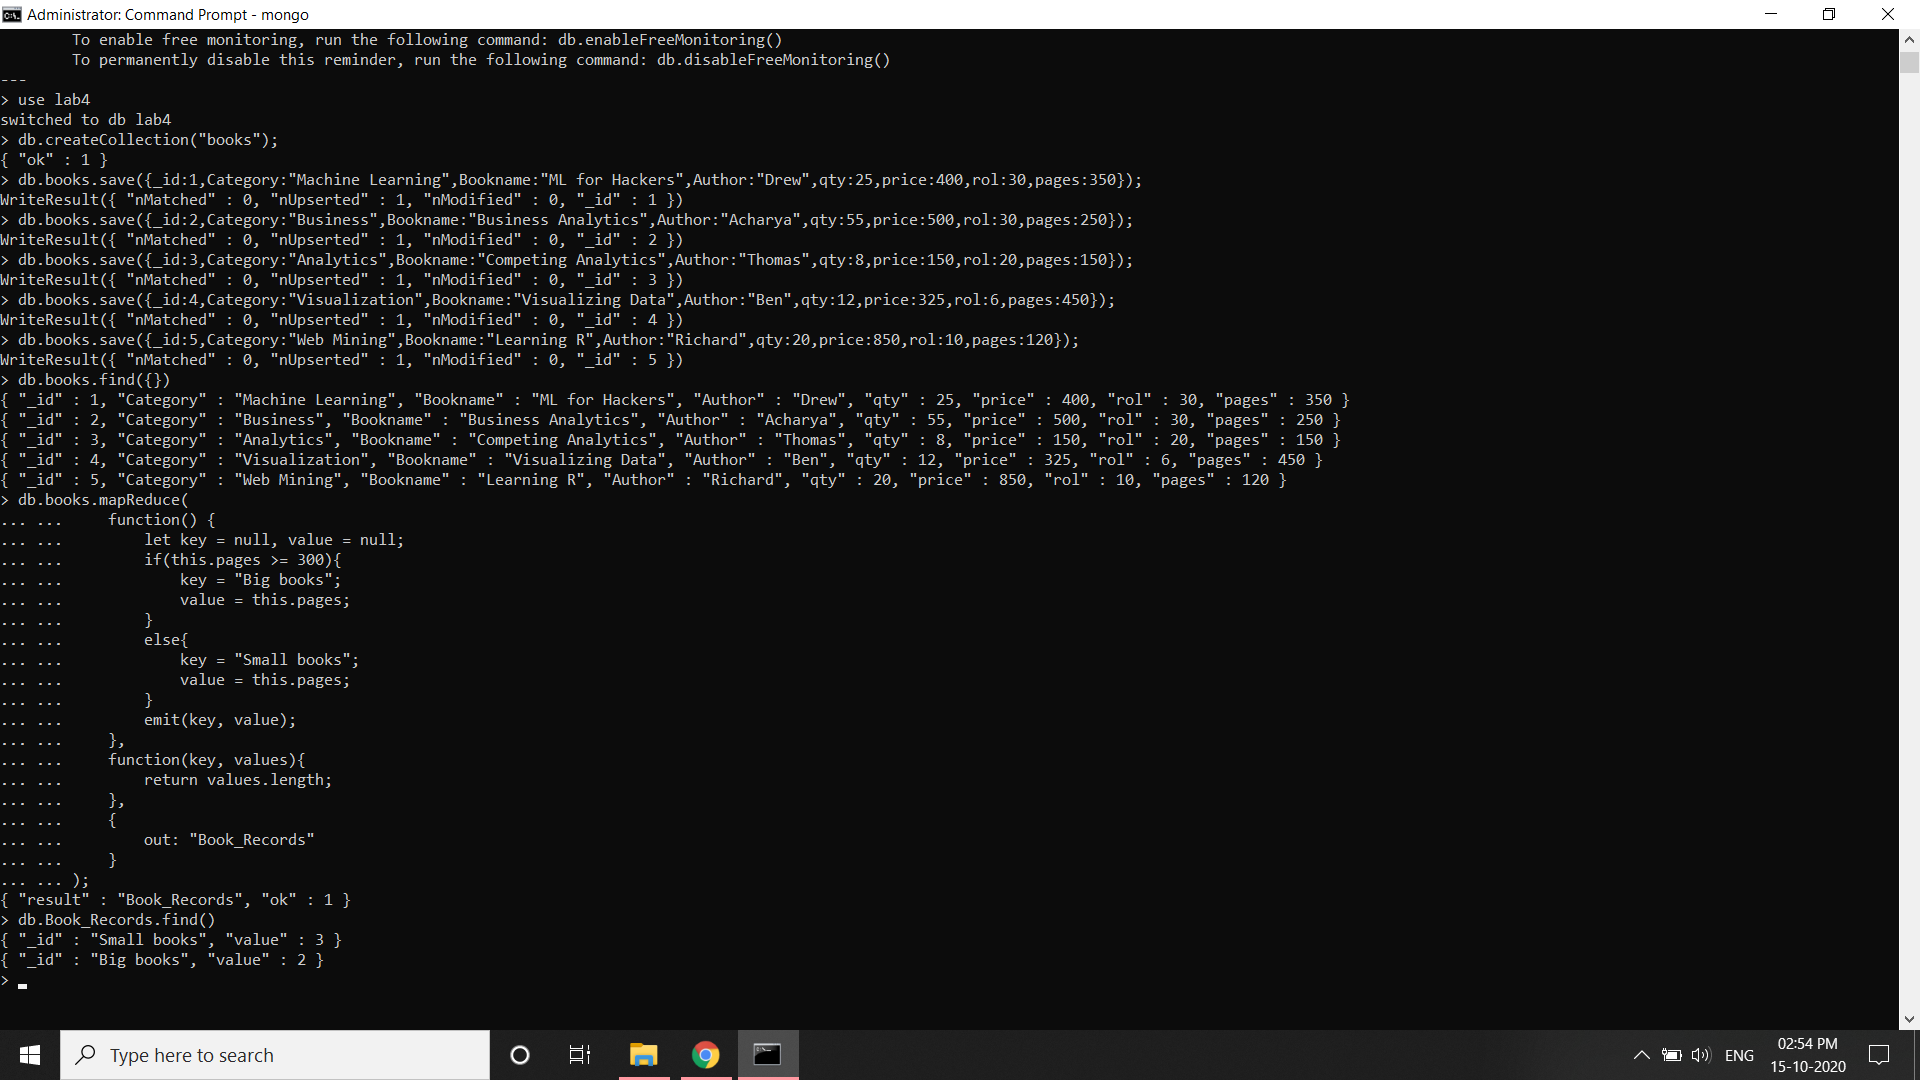 Administrator: Command Prompt - mongo
        To enable free monitoring, run the following command: db.enableFreeMonitoring()
        To permanently disable this reminder, run the following command: db.disableFreeMonitoring()
---
> use lab4
switched to db lab4
> db.createCollection("books");
{ "ok" : 1 }
> db.books.save({_id:1,Category:"Machine Learning",Bookname:"ML for Hackers",Author:"Drew",qty:25,price:400,rol:30,pages:350});
WriteResult({ "nMatched" : 0, "nUpserted" : 1, "nModified" : 0, "_id" : 1 })
> db.books.save({_id:2,Category:"Business",Bookname:"Business Analytics",Author:"Acharya",qty:55,price:500,rol:30,pages:250});
WriteResult({ "nMatched" : 0, "nUpserted" : 1, "nModified" : 0, "_id" : 2 })
> db.books.save({_id:3,Category:"Analytics",Bookname:"Competing Analytics",Author:"Thomas",qty:8,price:150,rol:20,pages:150});
WriteResult({ "nMatched" : 0, "nUpserted" : 1, "nModified" : 0, "_id" : 3 })
> db.books.save({_id:4,Category:"Visualization",Bookname:"Visualizing Data",Author:"Ben",qty:12,price:325,rol:6,pages:450});
WriteResult({ "nMatched" : 0, "nUpserted" : 1, "nModified" : 0, "_id" : 4 })
> db.books.save({_id:5,Category:"Web Mining",Bookname:"Learning R",Author:"Richard",qty:20,price:850,rol:10,pages:120});
WriteResult({ "nMatched" : 0, "nUpserted" : 1, "nModified" : 0, "_id" : 5 })
> db.books.find({})
{ "_id" : 1, "Category" : "Machine Learning", "Bookname" : "ML for Hackers", "Author" : "Drew", "qty" : 25, "price" : 400, "rol" : 30, "pages" : 350 }
{ "_id" : 2, "Category" : "Business", "Bookname" : "Business Analytics", "Author" : "Acharya", "qty" : 55, "price" : 500, "rol" : 30, "pages" : 250 }
{ "_id" : 3, "Category" : "Analytics", "Bookname" : "Competing Analytics", "Author" : "Thomas", "qty" : 8, "price" : 150, "rol" : 20, "pages" : 150 }
{ "_id" : 4, "Category" : "Visualization", "Bookname" : "Visualizing Data", "Author" : "Ben", "qty" : 12, "price" : 325, "rol" : 6, "pages" : 450 }
{ "_id" : 5, "Category" : "Web Mining", "Bookname" : "Learning R", "Author" : "Richard", "qty" : 20, "price" : 850, "rol" : 10, "pages" : 120 }
> db.books.mapReduce(
... ...     function() {
... ...         let key = null, value = null;
... ...         if(this.pages >= 300){
... ...             key = "Big books";
... ...             value = this.pages;
... ...         }
... ...         else{
... ...             key = "Small books";
... ...             value = this.pages;
... ...         }
... ...         emit(key, value);
... ...     },
... ...     function(key, values){
... ...         return values.length;
... ...     },
... ...     {
... ...         out: "Book_Records"
... ...     }
... ... );
{ "result" : "Book_Records", "ok" : 1 }
> db.Book_Records.find()
{ "_id" : "Small books", "value" : 3 }
{ "_id" : "Big books", "value" : 2 }
>
Type here to search
ENG
02:54 PM
15-10-2020